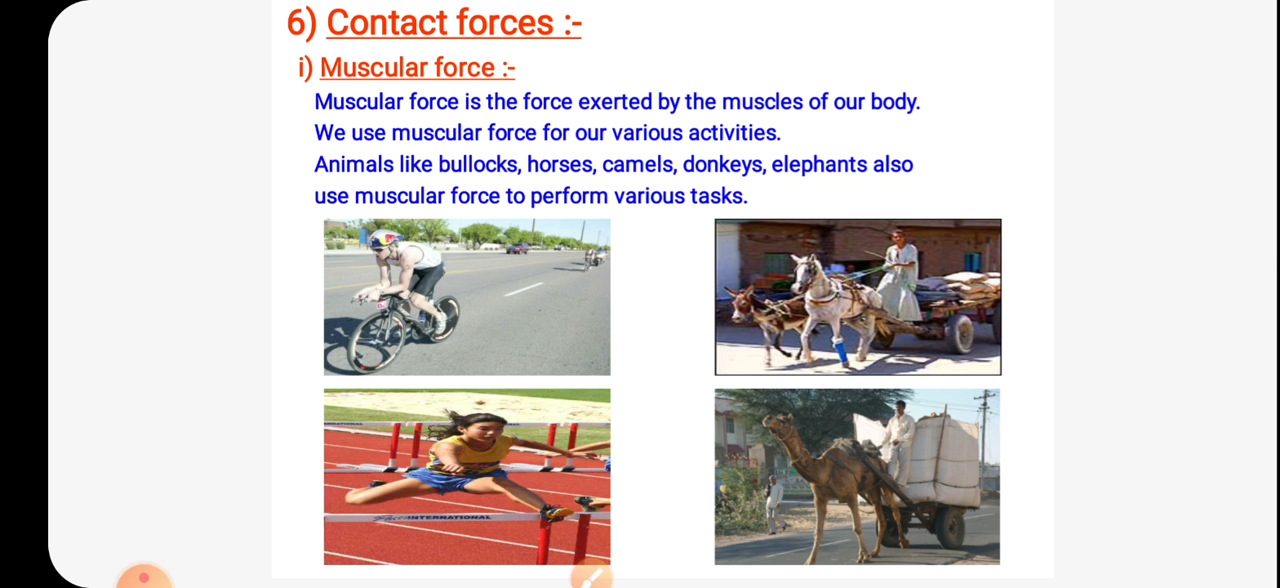 6) Contact forces :-
i) Muscular force :-
Muscular force is the force exerted by the muscles of our body.
We use muscular force for our various activities.
Animals like bullocks, horses, camels, donkeys, elephants also
use muscular force to perform various tasks.
INTERNATIONAL